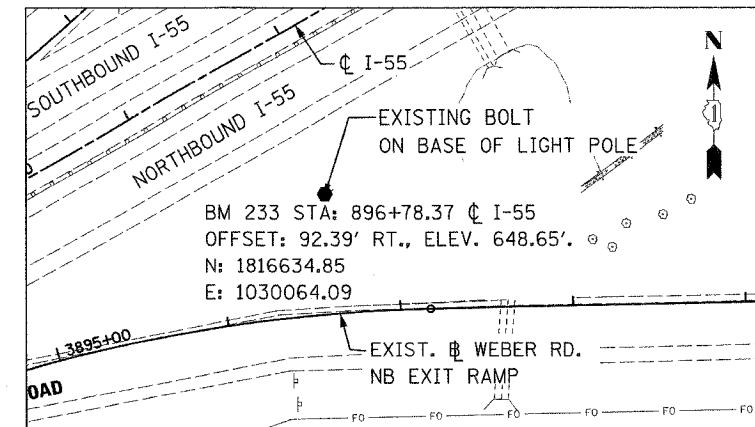 SOUTHBOUND I-55
℄ I-55
N
1
NORTHBOUND I-55
EXISTING BOLT
ON BASE OF LIGHT POLE
BM 233 STA: 896+78.37 ℄ I-55
OFFSET: 92.39' RT., ELEV. 648.65'.
N: 1816634.85
E: 1030064.09
3895+00
EXIST. BL WEBER RD.
NB EXIT RAMP
OAD
FO FO FO FO FO